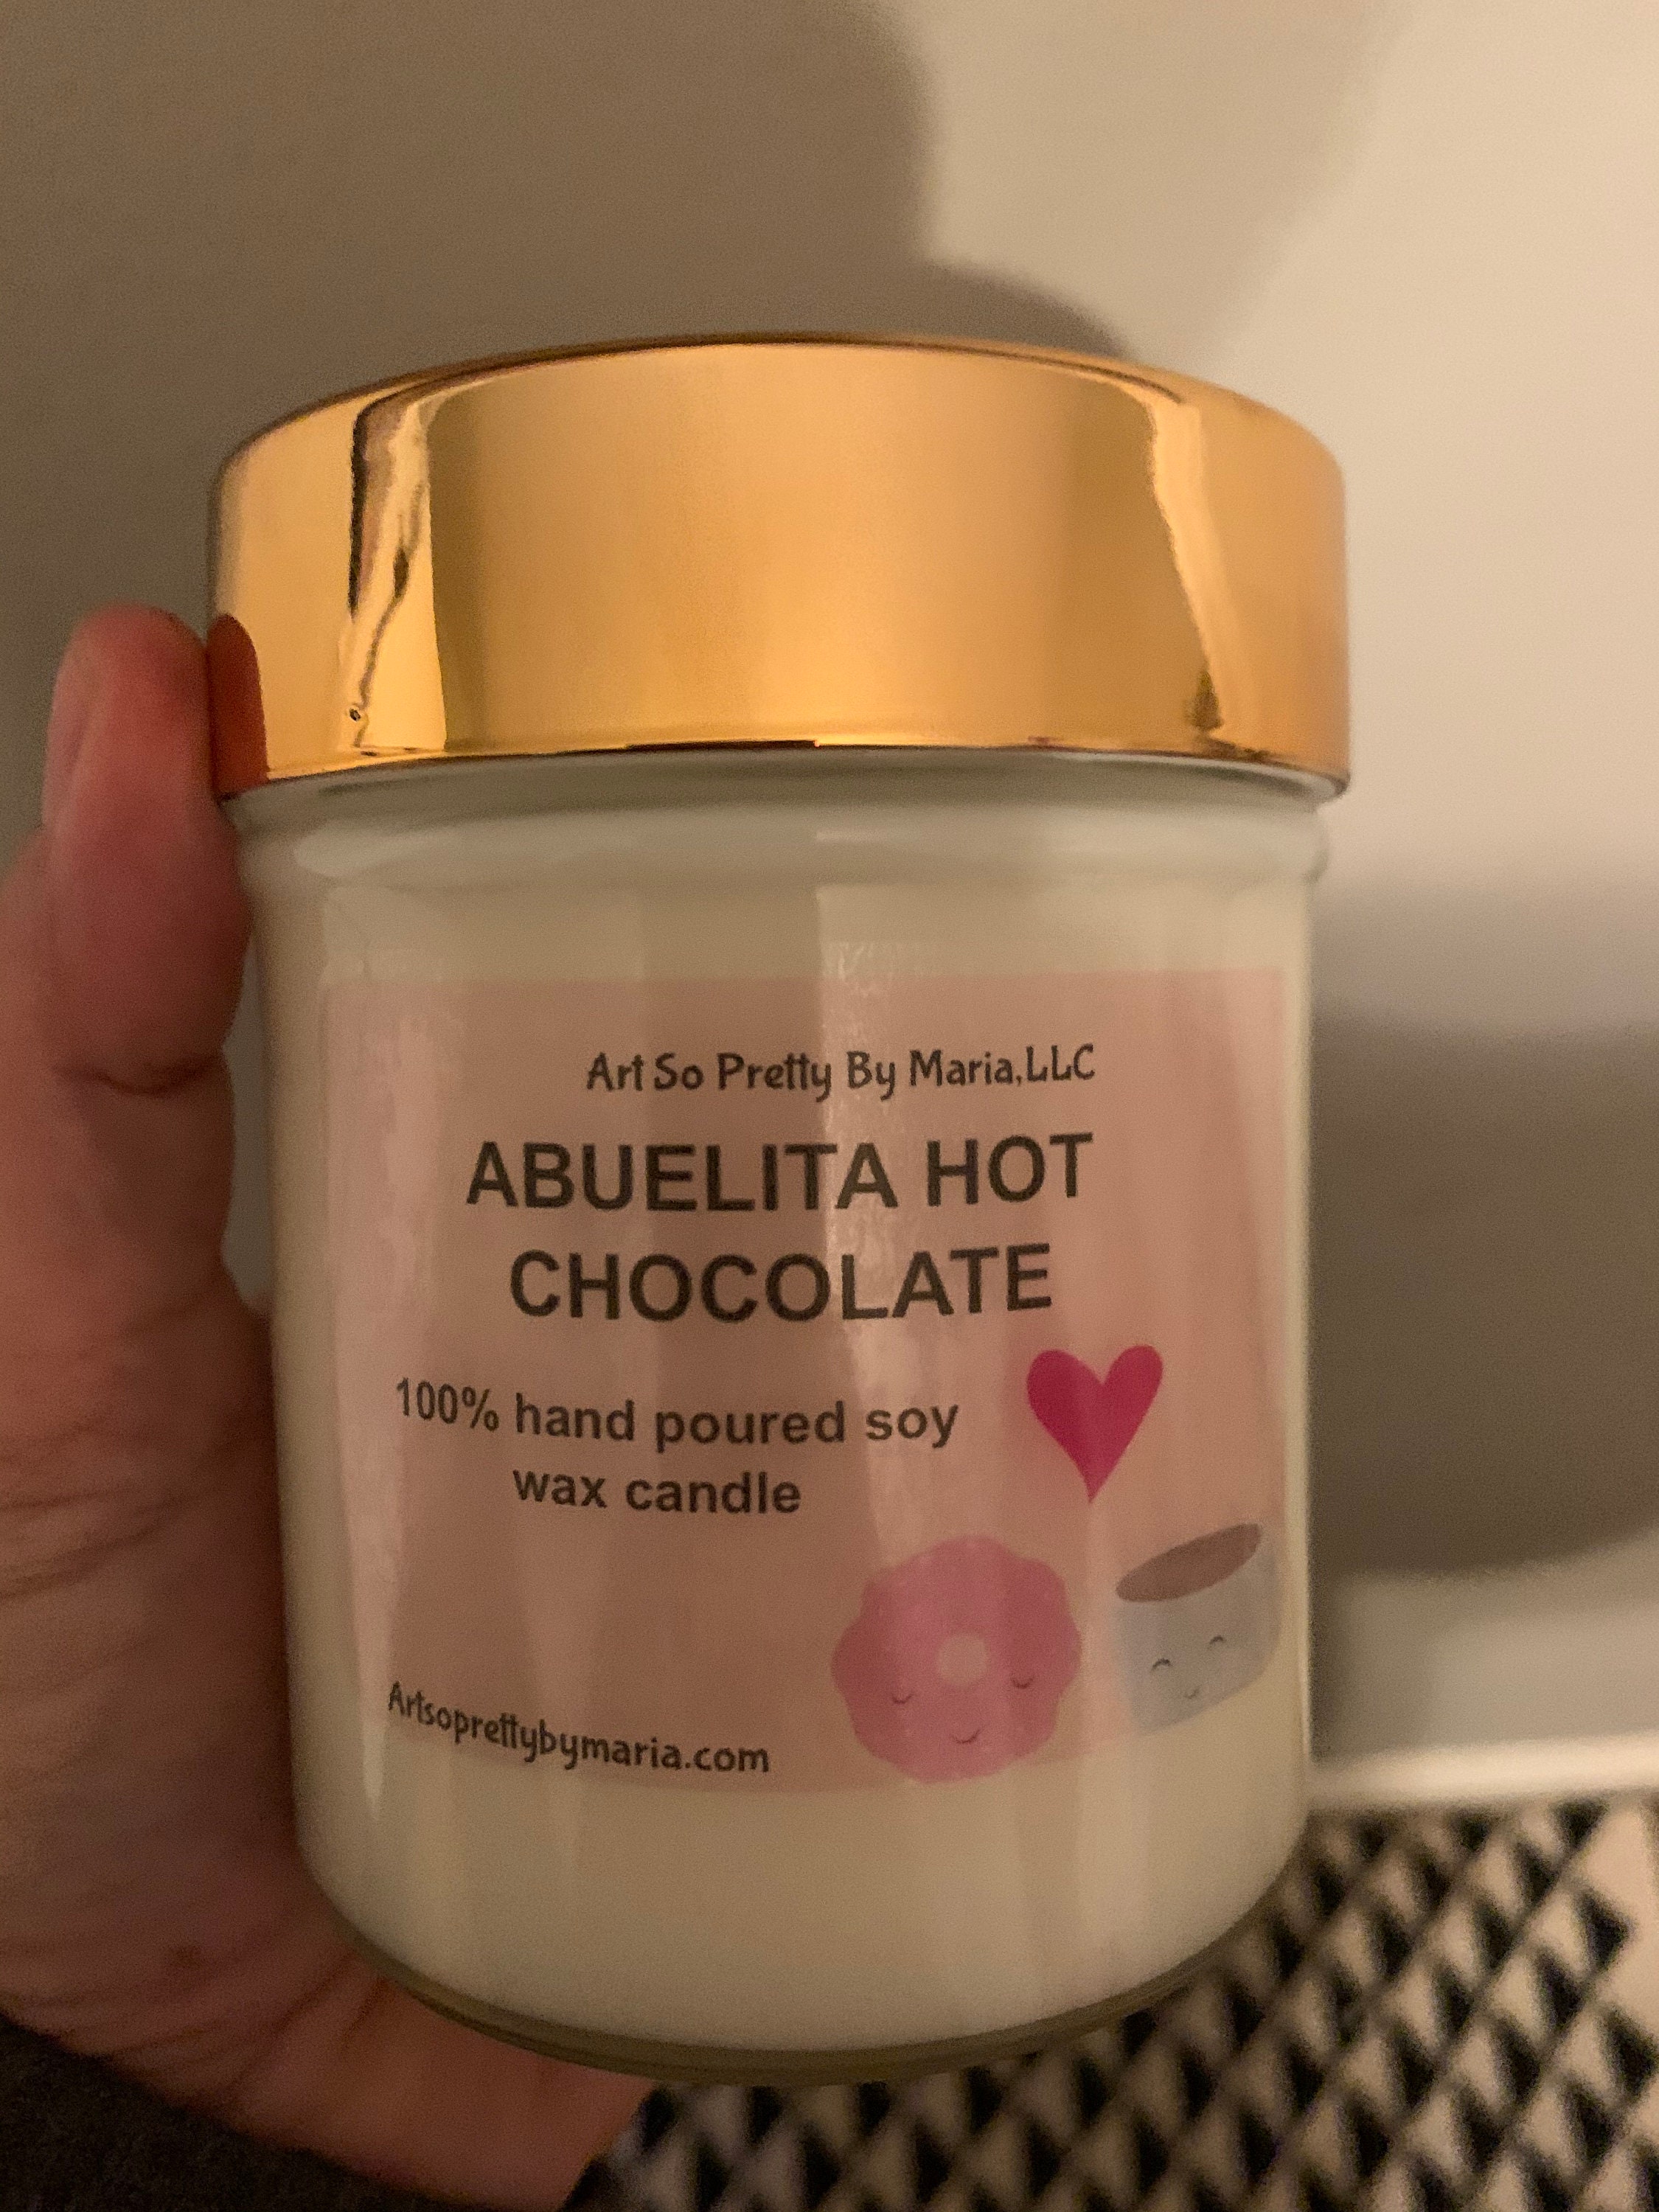 Art So Pretty By Maria,LLC
ABUELITA HOT
CHOCOLATE
100% hand poured soy
wax candle
Artsoprettybymaria.com